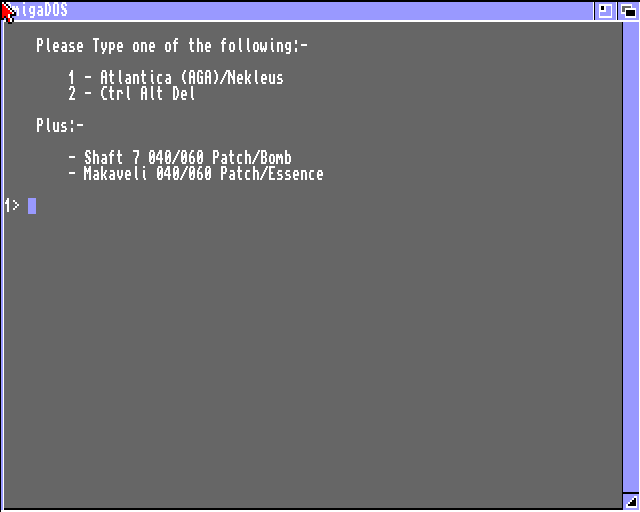 migaDOS
Please Type one of the following:-
1 - Atlantica (AGA)/Nekleus
2 - Ctrl Alt Del
Plus:-
- Shaft 7 040/060 Patch/Bomb
- Makaveli 040/060 Patch/Essence
1>